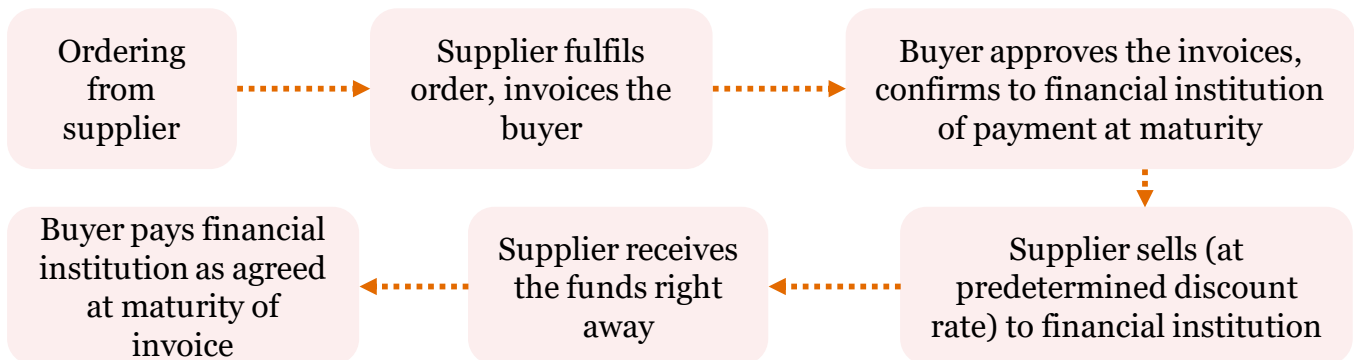 Ordering
from
supplier
Supplier fulfils
order, invoices the
buyer
Buyer approves the invoices,
confirms to financial institution
of payment at maturity
Supplier sells (at
predetermined discount
rate) to financial institution
Supplier receives
the funds right
away
Buyer pays financial
institution as agreed
at maturity of
invoice